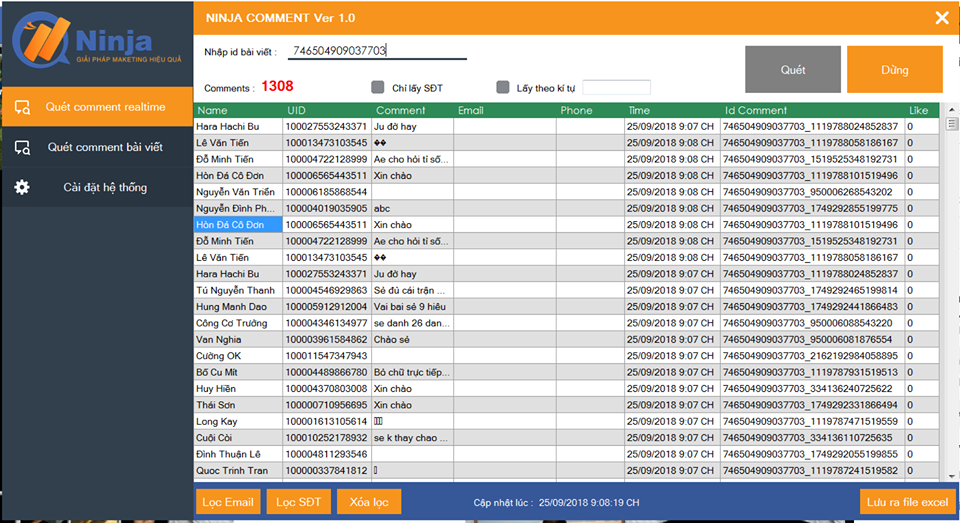 Ninja
GIẢI PHÁP MAKETING HIỆU QUẢ
Quét comment realtime
Quét comment bài viết
Cài đặt hệ thống
NINJA COMMENT Ver 1.0
Nhập id bài viết : 746504909037703
Quét Dừng
Comments : 1308 Chỉ lấy SĐT Lấy theo kí tự
Name UID Comment Email Phone Time Id Comment Like
Hara Hachi Bu 100027553243371 Ju đờ hay 25/09/2018 9:07 CH 746504909037703_1119788024852837 0
Lê Văn Tiến 100013473103545 �� 25/09/2018 9:08 CH 746504909037703_1119788058186167 0
Đỗ Minh Tiến 100004722128999 Ae cho hỏi tí số... 25/09/2018 9:08 CH 746504909037703_1519525348192731 0
Hòn Đá Cô Đơn 100006565443511 Xin chào 25/09/2018 9:08 CH 746504909037703_1119788101519496 0
Nguyễn Văn Triển 100006185868544 25/09/2018 9:08 CH 746504909037703_950006268543202 0
Nguyễn Đình Ph... 100004019035905 abc 25/09/2018 9:08 CH 746504909037703_1749292855199775 0
Hòn Đá Cô Đơn 100006565443511 Xin chào 25/09/2018 9:08 CH 746504909037703_1119788101519496 0
Đỗ Minh Tiến 100004722128999 Ae cho hỏi tí số... 25/09/2018 9:08 CH 746504909037703_1519525348192731 0
Lê Văn Tiến 100013473103545 �� 25/09/2018 9:08 CH 746504909037703_1119788058186167 0
Hara Hachi Bu 100027553243371 Ju đờ hay 25/09/2018 9:07 CH 746504909037703_1119788024852837 0
Tú Nguyễn Thanh 100004546929863 Sẻ đủ cái trận ... 25/09/2018 9:07 CH 746504909037703_1749292465199814 0
Hung Manh Dao 100005912912004 Vai bai sẻ 9 hiêu 25/09/2018 9:07 CH 746504909037703_1749292441866483 0
Công Cơ Trưởng 100004346134977 se danh 26 dan... 25/09/2018 9:07 CH 746504909037703_950006088543220 0
Van Nghia 100003961584862 Chào sẻ 25/09/2018 9:07 CH 746504909037703_950006081876554 0
Cường OK 100011547347943 25/09/2018 9:07 CH 746504909037703_2162192984058895 0
Bố Cu Mít 100004489866780 Bỏ chữ trực tiếp... 25/09/2018 9:07 CH 746504909037703_1119787931519513 0
Huy Hiền 100004370803008 Xin chào 25/09/2018 9:07 CH 746504909037703_334136240725622 0
Thái Sơn 100000710956695 Xin chào 25/09/2018 9:07 CH 746504909037703_1749292331866494 0
Long Kay 100001613105614 25/09/2018 9:07 CH 746504909037703_1119787471519559 0
Cuội Còi 100010252178932 se k thay chao ... 25/09/2018 9:07 CH 746504909037703_334136110725635 0
Đình Thuận Lê 100004811293546 25/09/2018 9:07 CH 746504909037703_1749292055199855 0
Quoc Trinh Tran 100000337841812 25/09/2018 9:07 CH 746504909037703_1119787241519582 0
Lọc Email Lọc SĐT Xóa lọc Cập nhật lúc : 25/09/2018 9:08:19 CH Lưu ra file excel